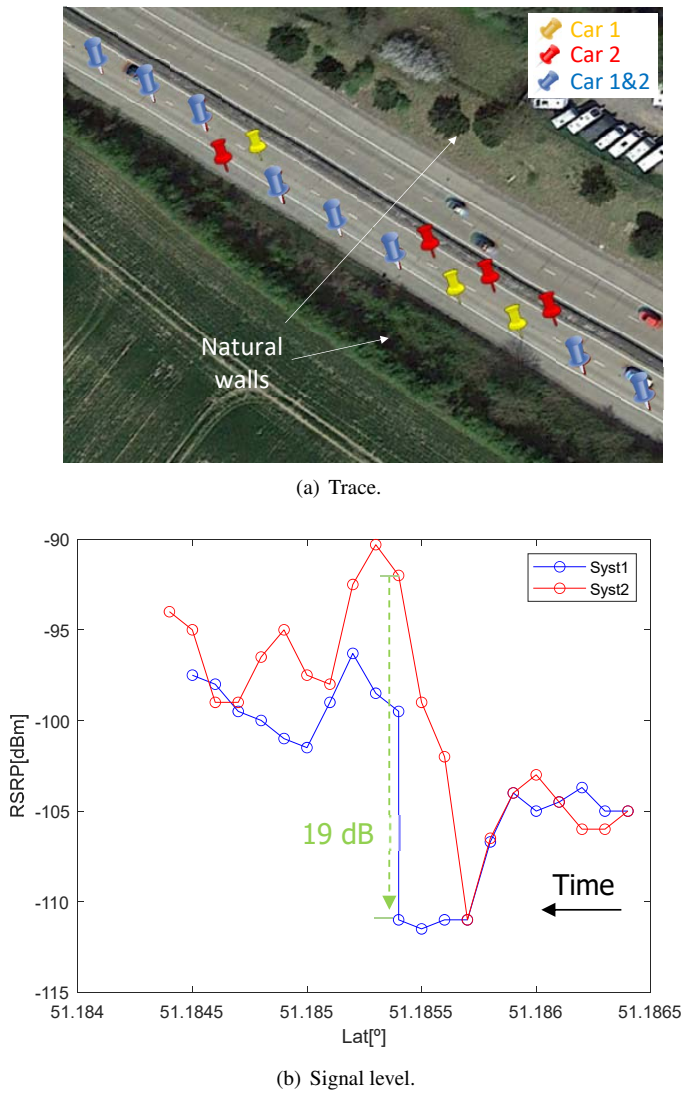 Car 1
Car 2
Car 1&2
Natural
walls
(a) Trace.
-90
-95
-100
-105
-110
-115
RSRP[dBm]
Syst1
Syst2
19 dB
Time
51.184
51.1845
51.185
51.1855
51.186
51.1865
Lat[º]
(b) Signal level.